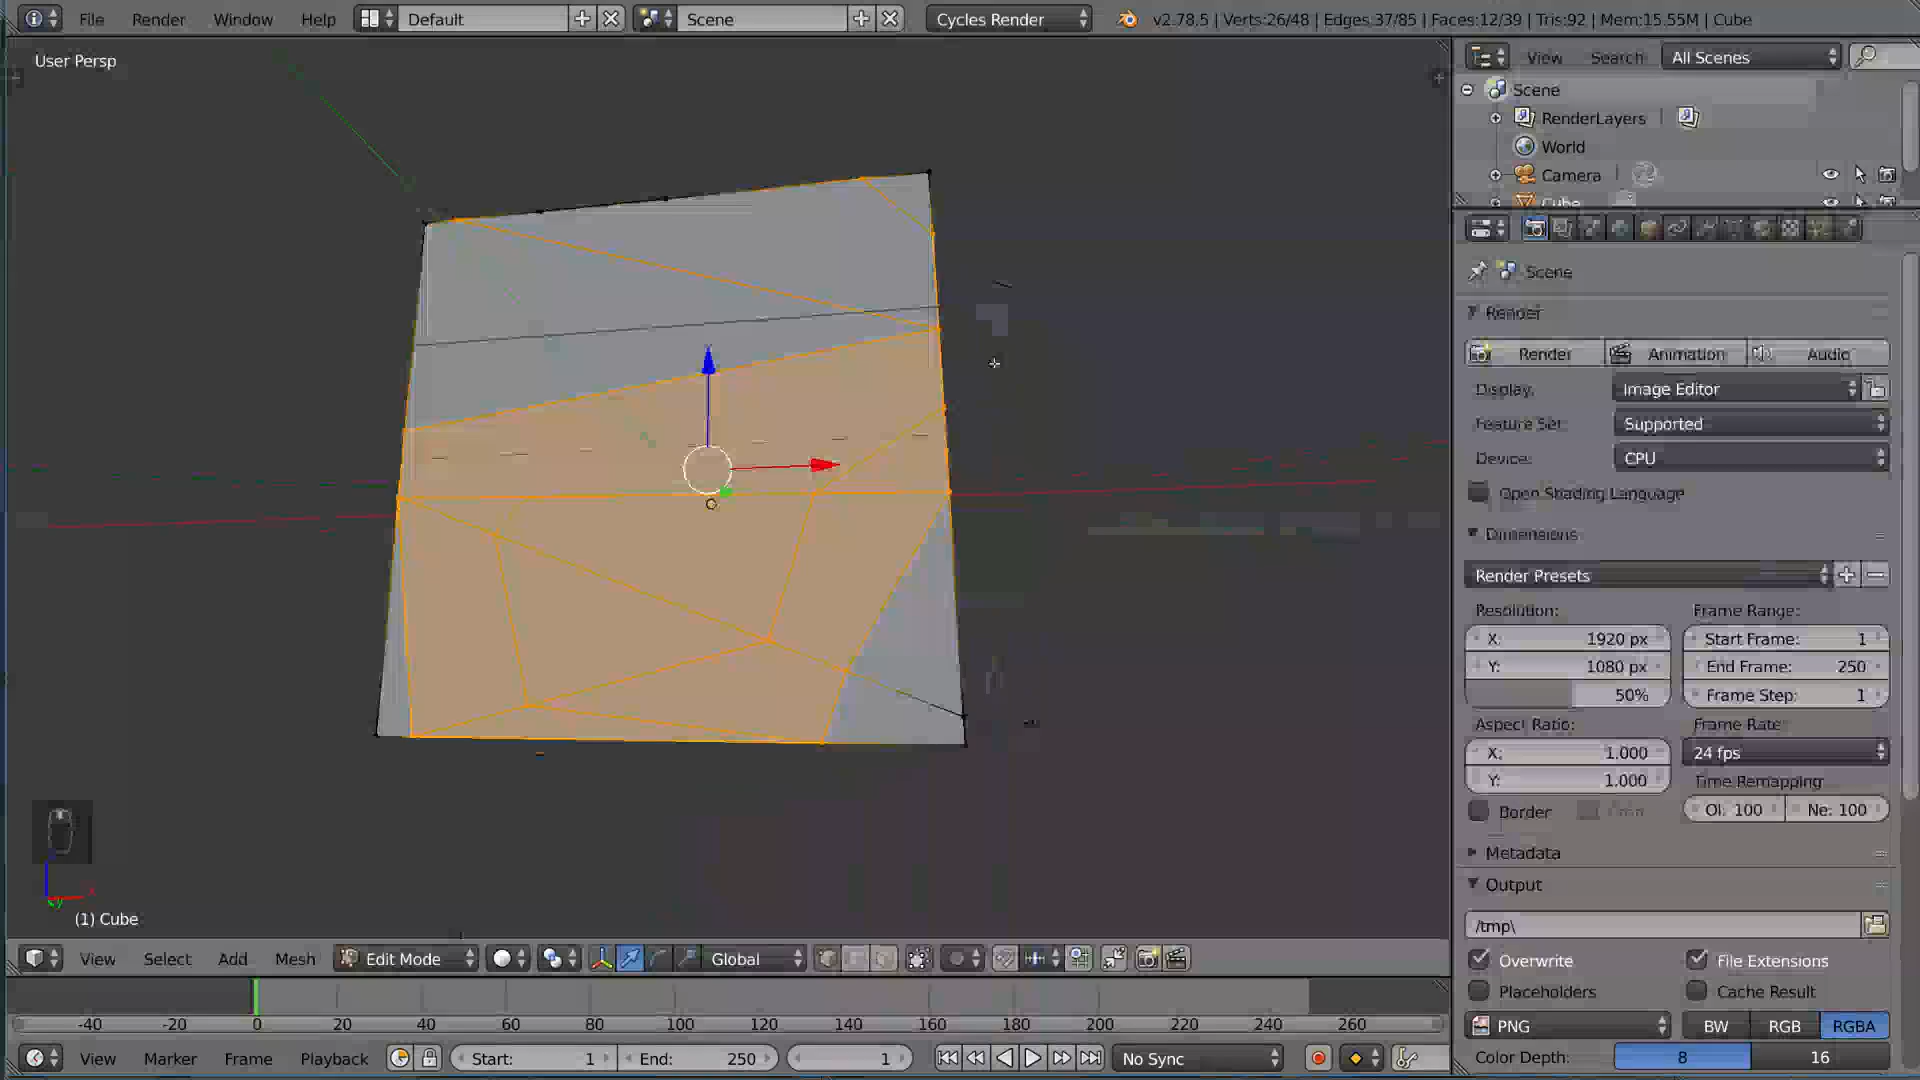 File Render Window Help Default Scene Cycles Render v2.78.5 | Verts:26/48 | Edges:37/85 | Faces:12/39 | Tris:92 | Mem:15.55M | Cube
User Persp
View Search All Scenes
Scene
RenderLayers
World
Camera
Cube
Scene
Render
Render Animation Audio
Display: Image Editor
Feature Set: Supported
Device: CPU
Open Shading Language
Dimensions
Render Presets
Resolution: Frame Range:
X: 1920 px Start Frame: 1
Y: 1080 px End Frame: 250
50% Frame Step: 1
Aspect Ratio: Frame Rate:
X: 1.000 24 fps
Y: 1.000 Time Remapping
Border Ol: 100 Ne: 100
Metadata
Output
/tmp\
Overwrite File Extensions
Placeholders Cache Result
PNG BW RGB RGBA
Color Depth: 8 16
(1) Cube
View Select Add Mesh Edit Mode Global
-40 -20 0 20 40 60 80 100 120 140 160 180 200 220 240 260
View Marker Frame Playback Start: 1 End: 250 1 No Sync